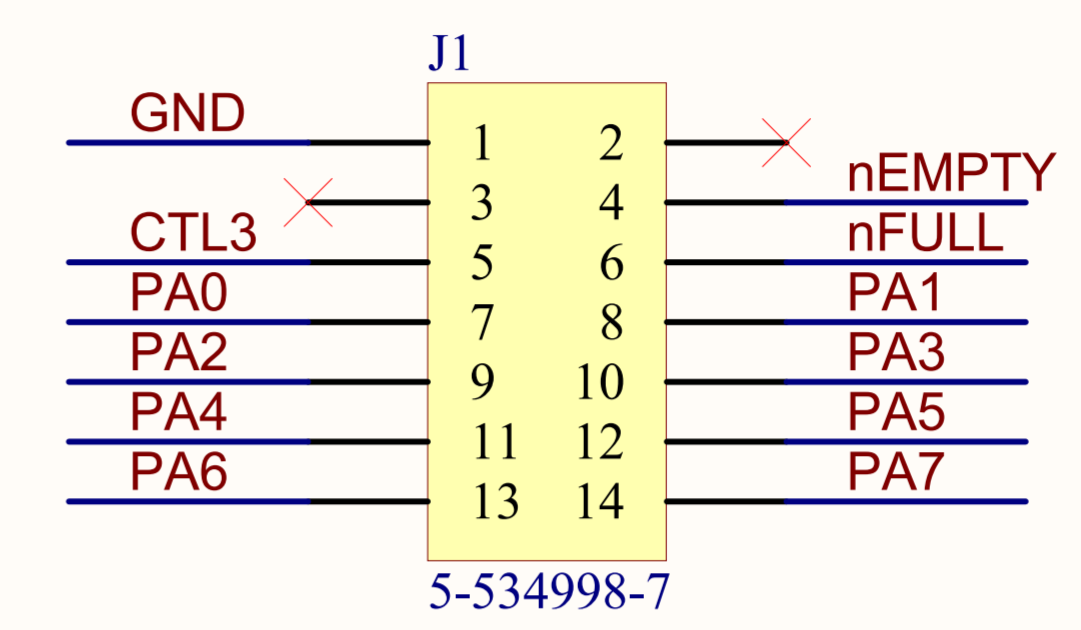 J1
GND 1 2
3 4 nEMPTY
CTL3 5 6 nFULL
PA0 7 8 PA1
PA2 9 10 PA3
PA4 11 12 PA5
PA6 13 14 PA7
5-534998-7